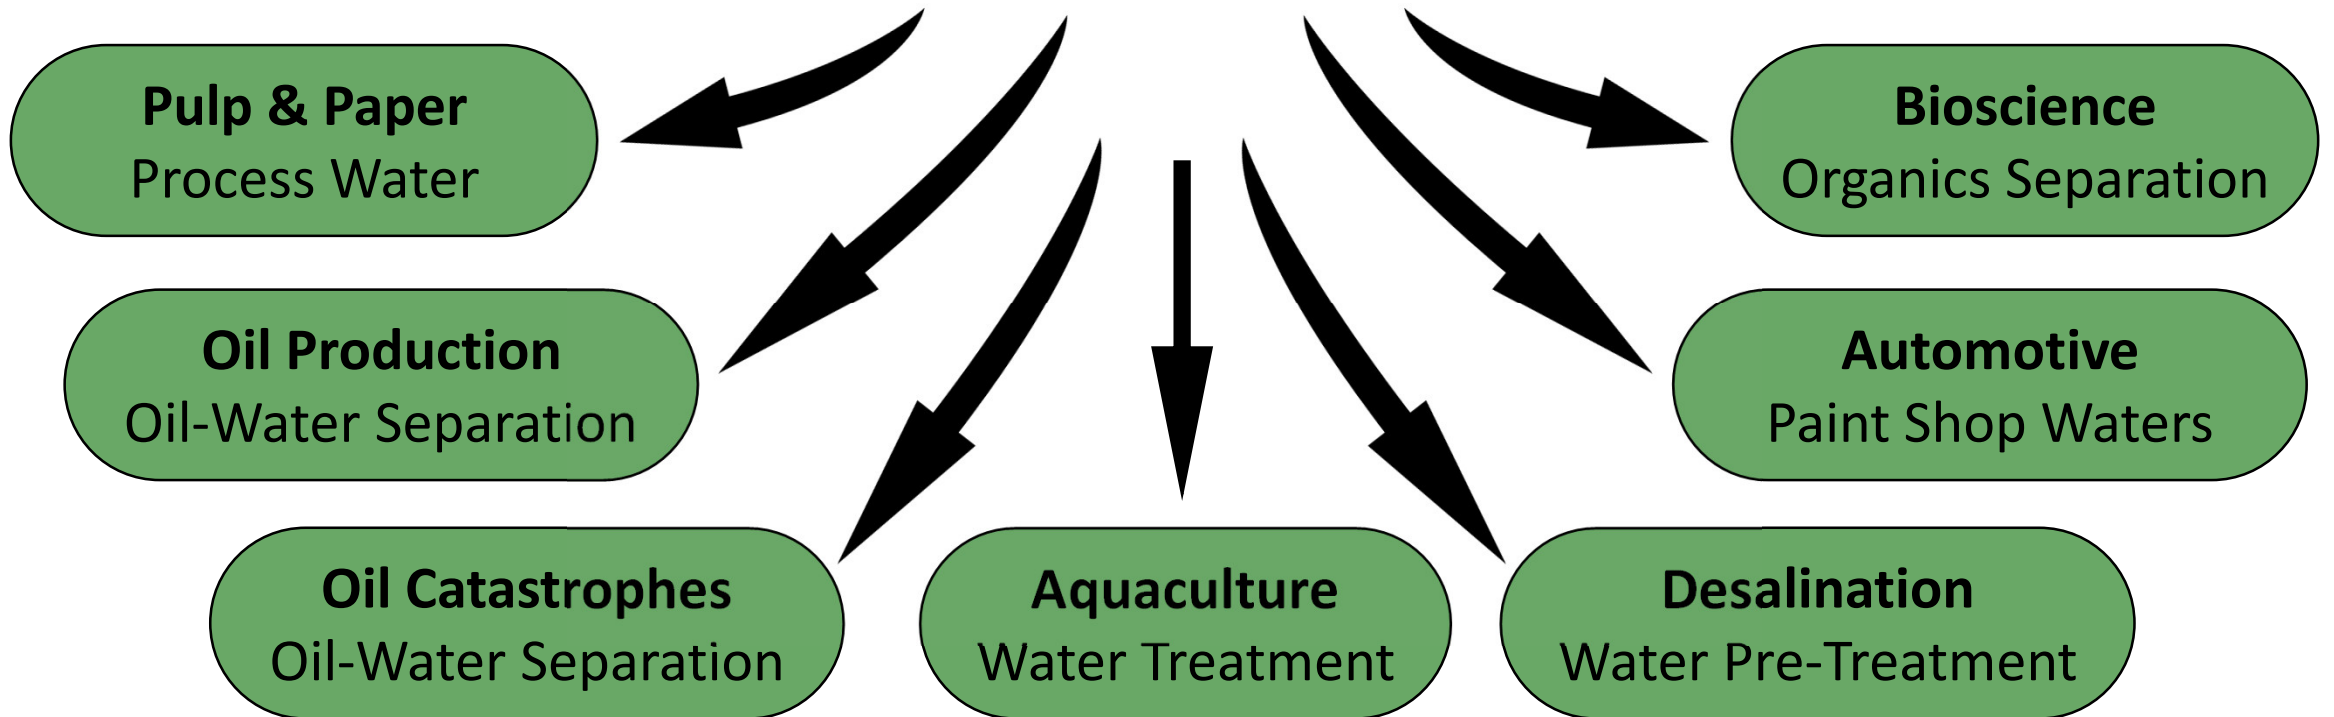 Pulp & Paper
Process Water
Bioscience
Organics Separation
Oil Production
Oil-Water Separation
Automotive
Paint Shop Waters
Oil Catastrophes
Oil-Water Separation
Aquaculture
Water Treatment
Desalination
Water Pre-Treatment